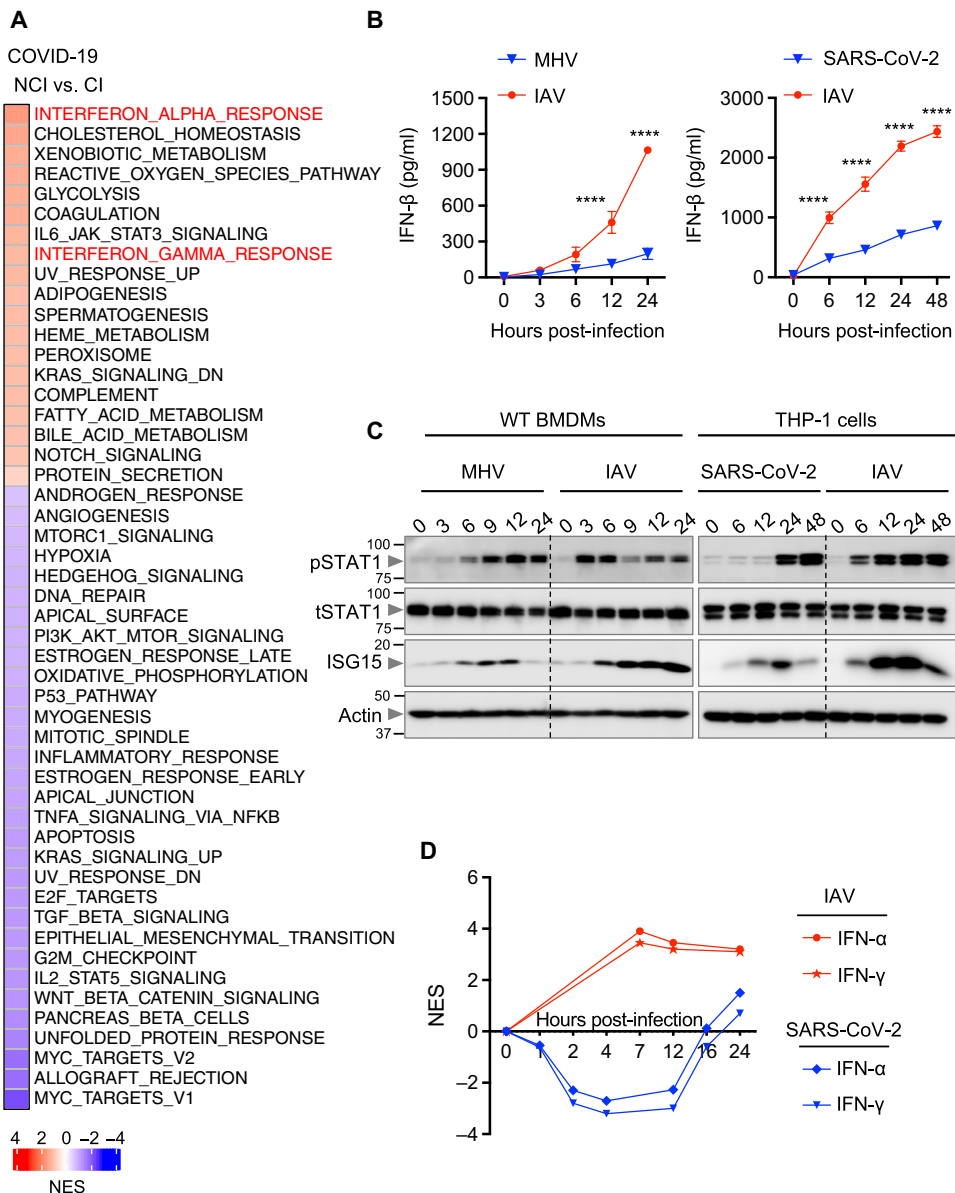 A
COVID-19
NCI vs. CI
INTERFERON_ALPHA_RESPONSE
CHOLESTEROL_HOMEOSTASIS
XENOBIOTIC_METABOLISM
REACTIVE_OXYGEN_SPECIES_PATHWAY
GLYCOLYSIS
COAGULATION
IL6_JAK_STAT3_SIGNALING
INTERFERON_GAMMA_RESPONSE
UV_RESPONSE_UP
ADIPOGENESIS
SPERMATOGENESIS
HEME_METABOLISM
PEROXISOME
KRAS_SIGNALING_DN
COMPLEMENT
FATTY_ACID_METABOLISM
BILE_ACID_METABOLISM
NOTCH_SIGNALING
PROTEIN_SECRETION
ANDROGEN_RESPONSE
ANGIOGENESIS
MTORC1_SIGNALING
HYPOXIA
HEDGEHOG_SIGNALING
DNA_REPAIR
APICAL_SURFACE
PI3K_AKT_MTOR_SIGNALING
ESTROGEN_RESPONSE_LATE
OXIDATIVE_PHOSPHORYLATION
P53_PATHWAY
MYOGENESIS
MITOTIC_SPINDLE
INFLAMMATORY_RESPONSE
ESTROGEN_RESPONSE_EARLY
APICAL_JUNCTION
TNFA_SIGNALING_VIA_NFKB
APOPTOSIS
KRAS_SIGNALING_UP
UV_RESPONSE_DN
E2F_TARGETS
TGF_BETA_SIGNALING
EPITHELIAL_MESENCHYMAL_TRANSITION
G2M_CHECKPOINT
IL2_STAT5_SIGNALING
WNT_BETA_CATENIN_SIGNALING
PANCREAS_BETA_CELLS
UNFOLDED_PROTEIN_RESPONSE
MYC_TARGETS_V2
ALLOGRAFT_REJECTION
MYC_TARGETS_V1
4 2 0 −2 −4
NES
B
MHV
IAV
IFN-β (pg/ml)
1500
1200
900
600
300
0
**** ****
0 3 6 12 24
Hours post-infection
SARS-CoV-2
IAV
IFN-β (pg/ml)
3000
2000
1000
0
**** **** **** ****
0 6 12 24 48
Hours post-infection
C
WT BMDMs THP-1 cells
MHV IAV SARS-CoV-2 IAV
0 3 6 9 12 24 0 3 6 9 12 24 0 6 12 24 48 0 6 12 24 48
100
pSTAT1
75
100
tSTAT1
75
20
ISG15
15
50
Actin
37
D
NES
6
4
2
0
−2
−4
Hours post-infection
0 1 2 4 7 12 16 24
IAV
IFN-α
IFN-γ
SARS-CoV-2
IFN-α
IFN-γ